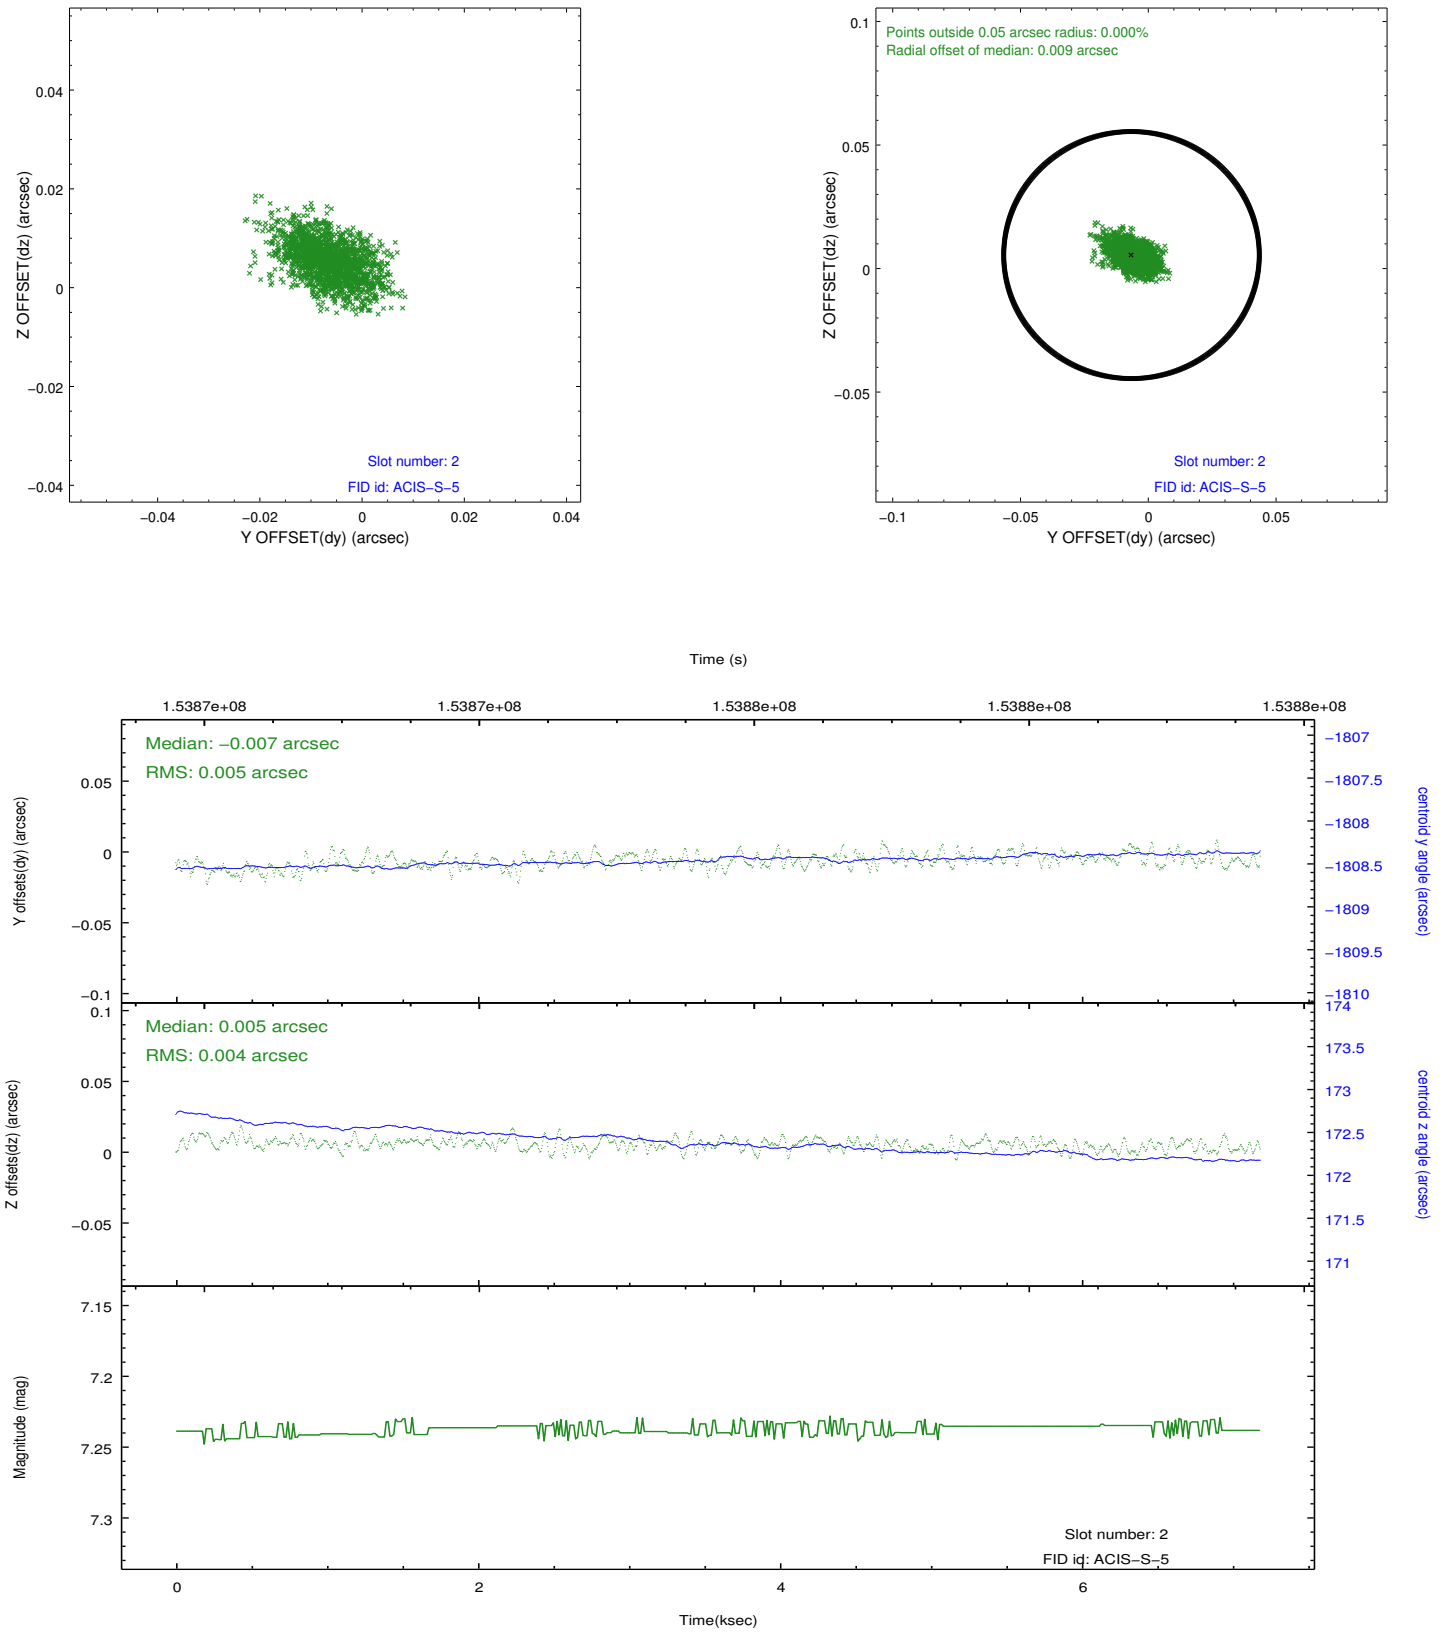 0.04
0.02
0
−0.02
−0.04
Z OFFSET(dz) (arcsec)
Slot number: 2
FID id: ACIS−S−5
−0.04
−0.02
0
0.02
0.04
Y OFFSET(dy) (arcsec)
Points outside 0.05 arcsec radius: 0.000%
Radial offset of median: 0.009 arcsec
0.1
0.05
0
−0.05
Z OFFSET(dz) (arcsec)
Slot number: 2
FID id: ACIS−S−5
−0.1
−0.05
0
0.05
Y OFFSET(dy) (arcsec)
Time (s)
1.5387e+08
1.5387e+08
1.5388e+08
1.5388e+08
1.5388e+08
Median: −0.007 arcsec
RMS: 0.005 arcsec
0.05
0
−0.05
−0.1
Y offsets(dy) (arcsec)
−1807
−1807.5
−1808
−1808.5
−1809
−1809.5
−1810
centroid y angle (arcsec)
Median: 0.005 arcsec
RMS: 0.004 arcsec
0.1
0.05
0
−0.05
Z offsets(dz) (arcsec)
174
173.5
173
172.5
172
171.5
171
centroid z angle (arcsec)
7.15
7.2
7.25
7.3
Magnitude (mag)
Slot number: 2
FID id: ACIS−S−5
0
2
4
6
Time(ksec)